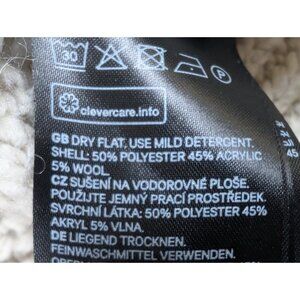 30
P
clevercare.info
GB DRY FLAT. USE MILD DETERGENT.
SHELL: 50% POLYESTER 45% ACRYLIC
5% WOOL
CZ SUŠENÍ NA VODOROVNÉ PLOŠE.
POUŽIJTE JEMNÝ PRACÍ PROSTŘEDEK.
SVRCHNÍ LÁTKA: 50% POLYESTER 45%
AKRYL 5% VLNA.
DE LIEGEND TROCKNEN.
FEINWASCHMITTEL VERWENDEN.